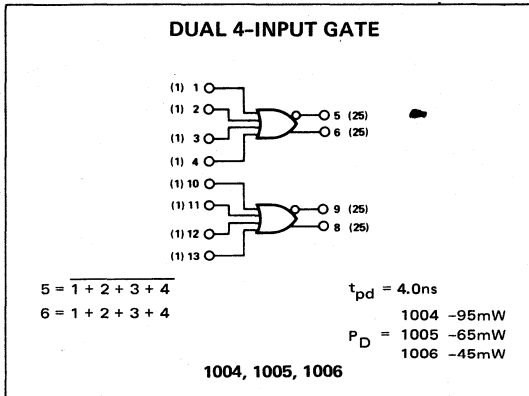 DUAL 4-INPUT GATE
(1) 1
(1) 2
(1) 3
(1) 4
5 (25)
6 (25)
(1) 10
(1) 11
(1) 12
(1) 13
9 (25)
8 (25)
5 = 1 + 2 + 3 + 4
6 = 1 + 2 + 3 + 4
tpd = 4.0ns
1004 -95mW
PD = 1005 -65mW
1006 -45mW
1004, 1005, 1006